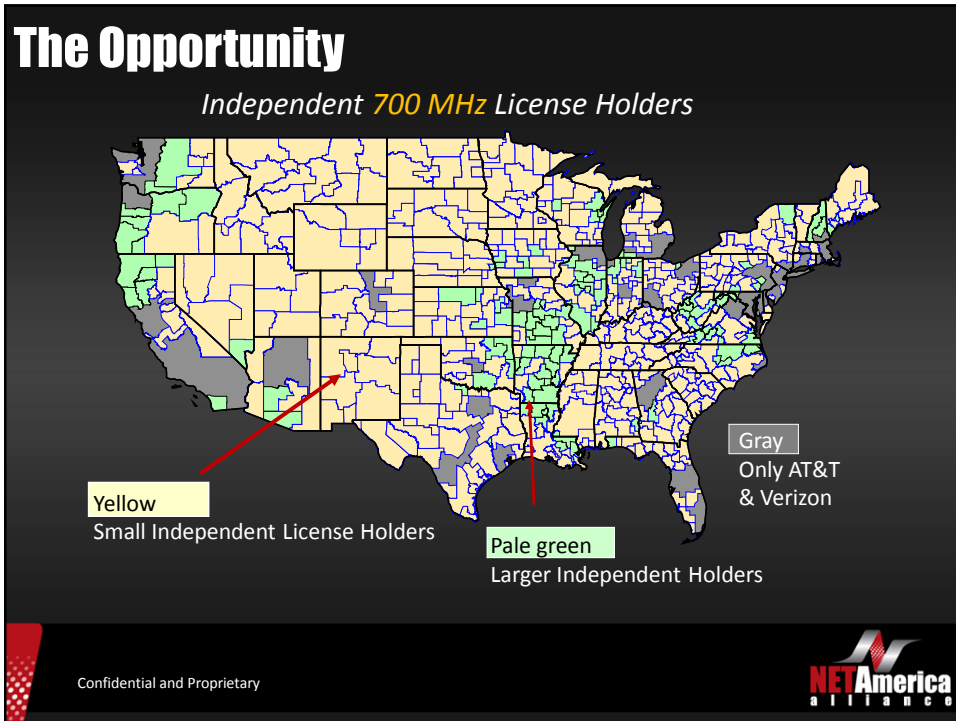 The Opportunity
Independent 700 MHz License Holders
Gray
Only AT&T
& Verizon
Yellow
Small Independent License Holders
Pale green
Larger Independent Holders
Confidential and Proprietary
NETAmerica
alliance